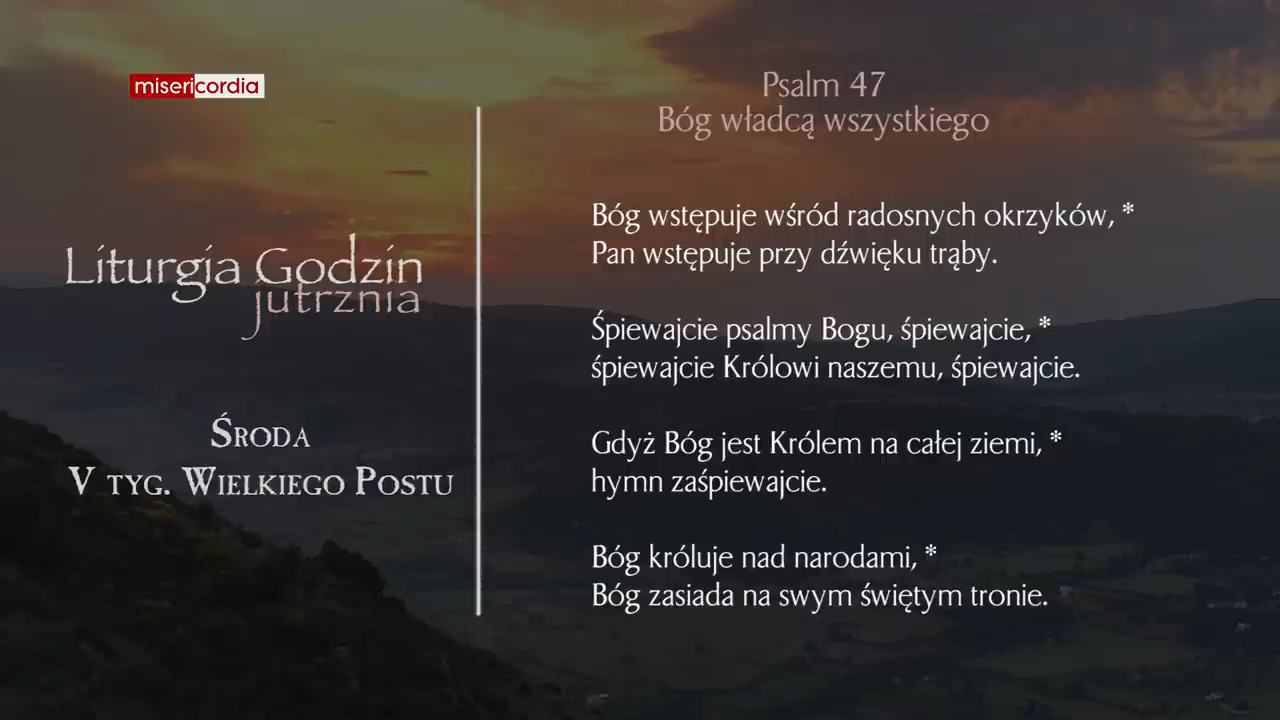 misericordia
Liturgia Godzin
jutrznia
Środa
V tyg. Wielkiego Postu
Psalm 47
Bóg władcą wszystkiego
Bóg wstępuje wśród radosnych okrzyków, *
Pan wstępuje przy dźwięku trąby.
Śpiewajcie psalmy Bogu, śpiewajcie, *
śpiewajcie Królowi naszemu, śpiewajcie.
Gdyż Bóg jest Królem na całej ziemi, *
hymn zaśpiewajcie.
Bóg króluje nad narodami, *
Bóg zasiada na swym świętym tronie.